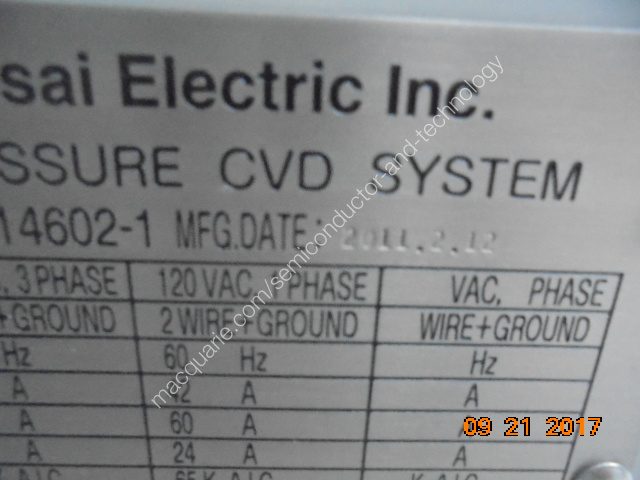 sai Electric Inc.
SSURE CVD SYSTEM
14602-1 MFG.DATE: 2011.2.12
, 3 PHASE 120 VAC, 1 PHASE VAC, PHASE
+GROUND 2 WIRE+GROUND WIRE+GROUND
Hz 60 Hz Hz
A 42 A A
A 60 A A
A 24 A A
65 K A.I.C K A.I.C
macquarie.com/semiconductor-and-technology
09 21 2017